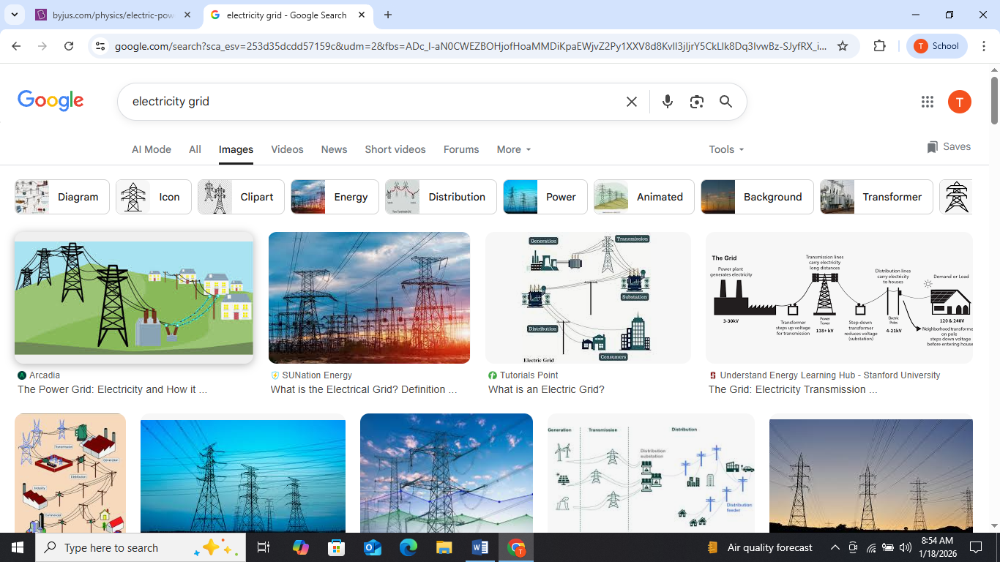 byjus.com/physics/electric-pow
electricity grid - Google Search
google.com/search?sca_esv=253d35dcdd57159c&udm=2&fbs=ADc_l-aN0CWEZBOHjofHoaMMDiKpaEWjvZ2Py1XXV8d8KvlI3jljrY5CkLlk8Dq3IvwBz-SJyfRX_i...
T School
Google
electricity grid
T
AI Mode All Images Videos News Short videos Forums More Tools
Saves
Diagram Icon Clipart Energy Distribution Power Animated Background Transformer
Generation
Transmission
Substation
Distribution
Consumers
Electric Grid
The Grid
Power plant
generates electricity
3-30kV
Transformer
steps up voltage
for transmission
Transmission lines
carry electricity
long distances
Power
Tower
138+ kV
Step-down
transformer
reduces voltage
(substation)
Distribution lines
carry electricity
to houses
Electric
Poles
4-21kV
Demand or Load
120 & 240V
Neighborhood transforme
on pole
steps down voltage
before entering house
Arcadia
The Power Grid: Electricity and How it ...
SUNation Energy
What is the Electrical Grid? Definition ...
Tutorials Point
What is an Electric Grid?
Understand Energy Learning Hub - Stanford University
The Grid: Electricity Transmission ...
Transmission
Generation
Distribution
Industry
Commercial
Generation
Transmission
Distribution
Distribution
substation
Distribution
feeder
Type here to search
Air quality forecast
8:54 AM
1/18/2026